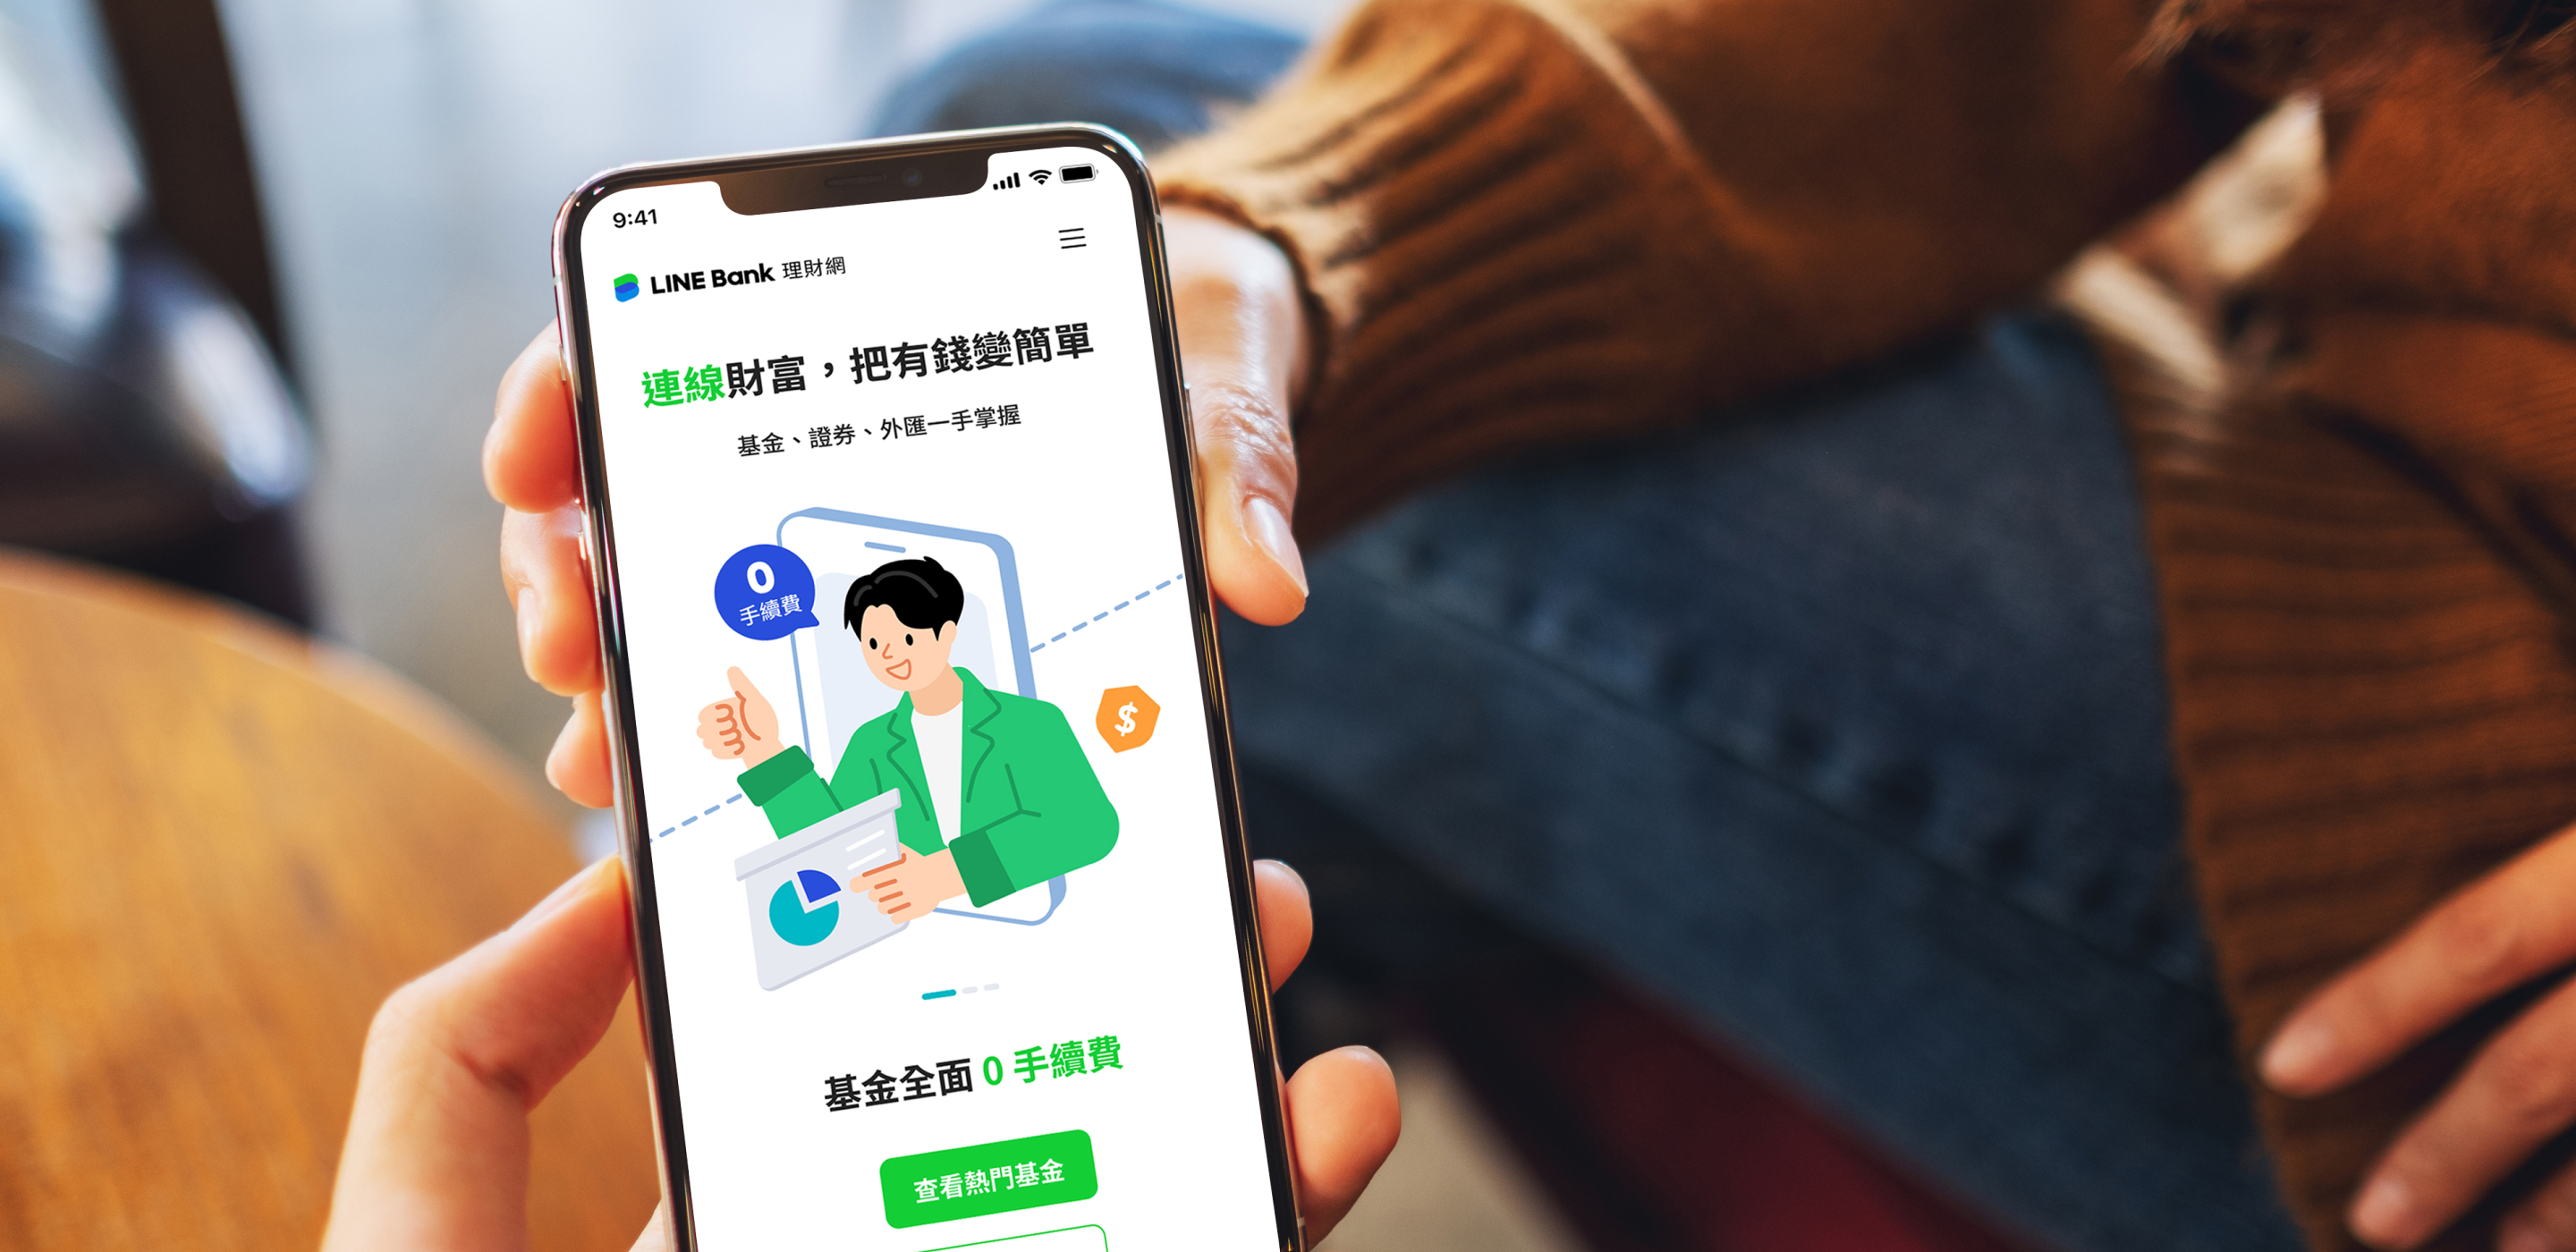 9:41
LINE Bank 理財網
連線財富，把有錢變簡單
基金、證券、外匯一手掌握
0
手續費
$
基金全面 0 手續費
查看熱門基金